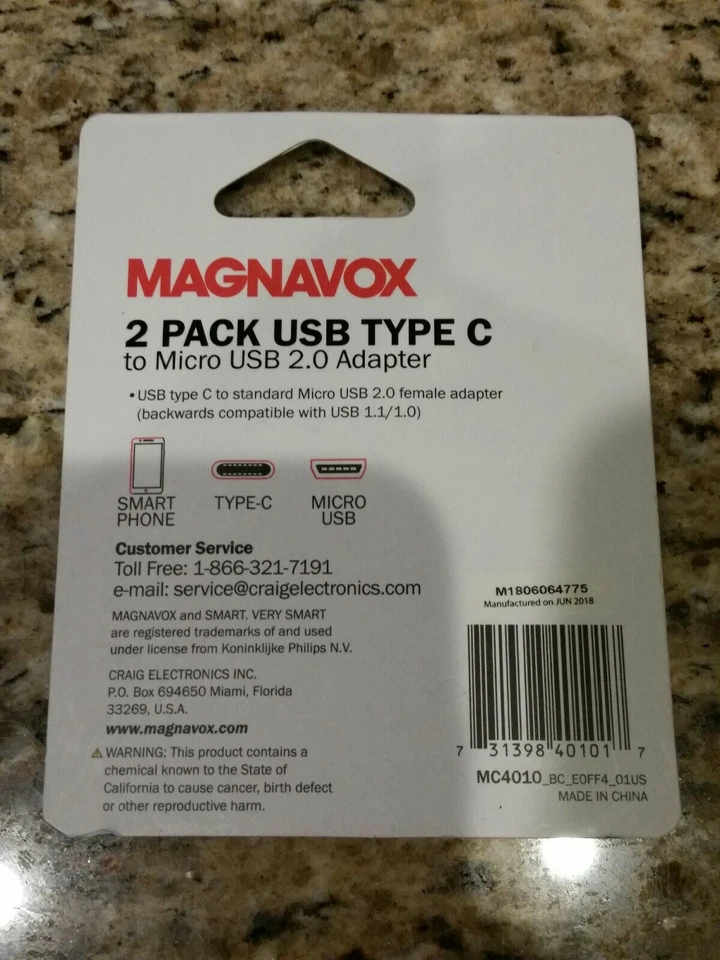 MAGNAVOX
2 PACK USB TYPE C
to Micro USB 2.0 Adapter
• USB type C to standard Micro USB 2.0 female adapter
(backwards compatible with USB 1.1/1.0)
SMART PHONE
TYPE-C
MICRO USB
Customer Service
Toll Free: 1-866-321-7191
e-mail: service@craigelectronics.com
MAGNAVOX and SMART. VERY SMART
are registered trademarks of and used
under license from Koninklijke Philips N.V.
CRAIG ELECTRONICS INC.
P.O. Box 694650 Miami, Florida
33269, U.S.A.
www.magnavox.com
⚠ WARNING: This product contains a
chemical known to the State of
California to cause cancer, birth defect
or other reproductive harm.
M1806064775
Manufactured on JUN 2018
7 31398 40101 7
MC4010_BC_E0FF4_01US
MADE IN CHINA